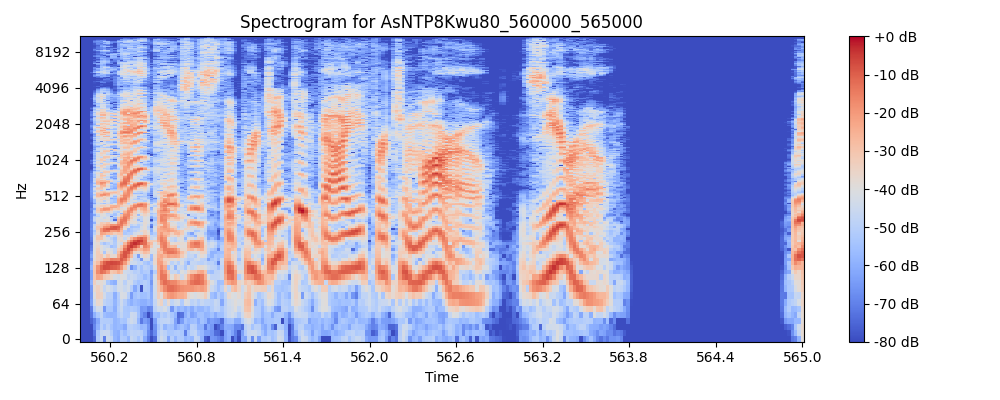 Spectrogram for AsNTP8Kwu80_560000_565000
8192
4096
2048
1024
512
256
128
64
0
Hz
560.2 560.8 561.4 562.0 562.6 563.2 563.8 564.4 565.0
Time
+0 dB
-10 dB
-20 dB
-30 dB
-40 dB
-50 dB
-60 dB
-70 dB
-80 dB